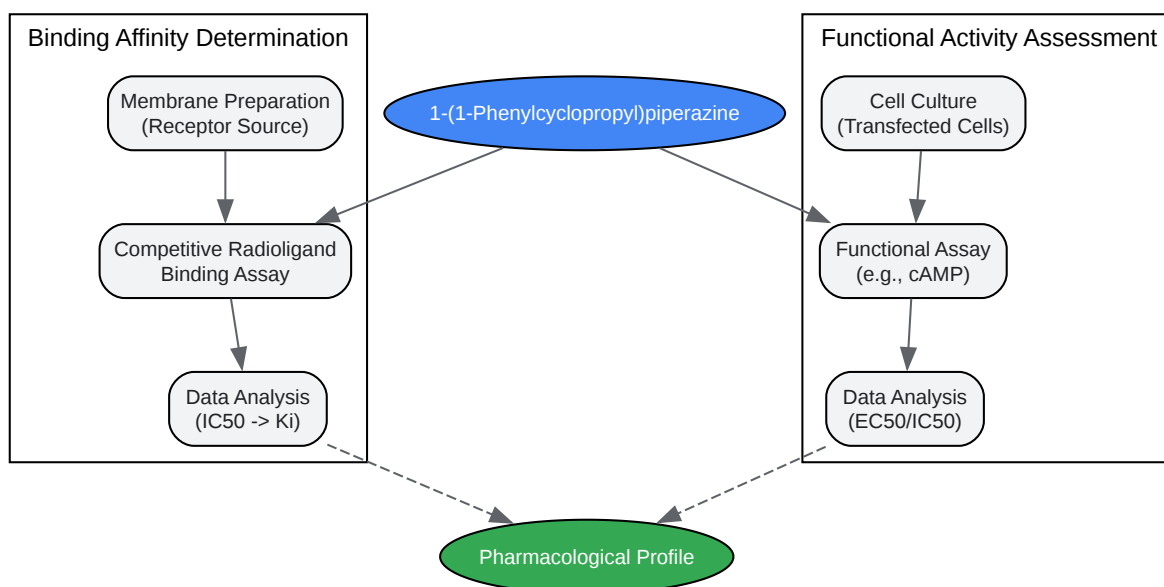 Binding Affinity Determination
Membrane Preparation
(Receptor Source)
Competitive Radioligand
Binding Assay
Data Analysis
(IC50 -> Ki)
1-(1-Phenylcyclopropyl)piperazine
Functional Activity Assessment
Cell Culture
(Transfected Cells)
Functional Assay
(e.g., cAMP)
Data Analysis
(EC50/IC50)
Pharmacological Profile